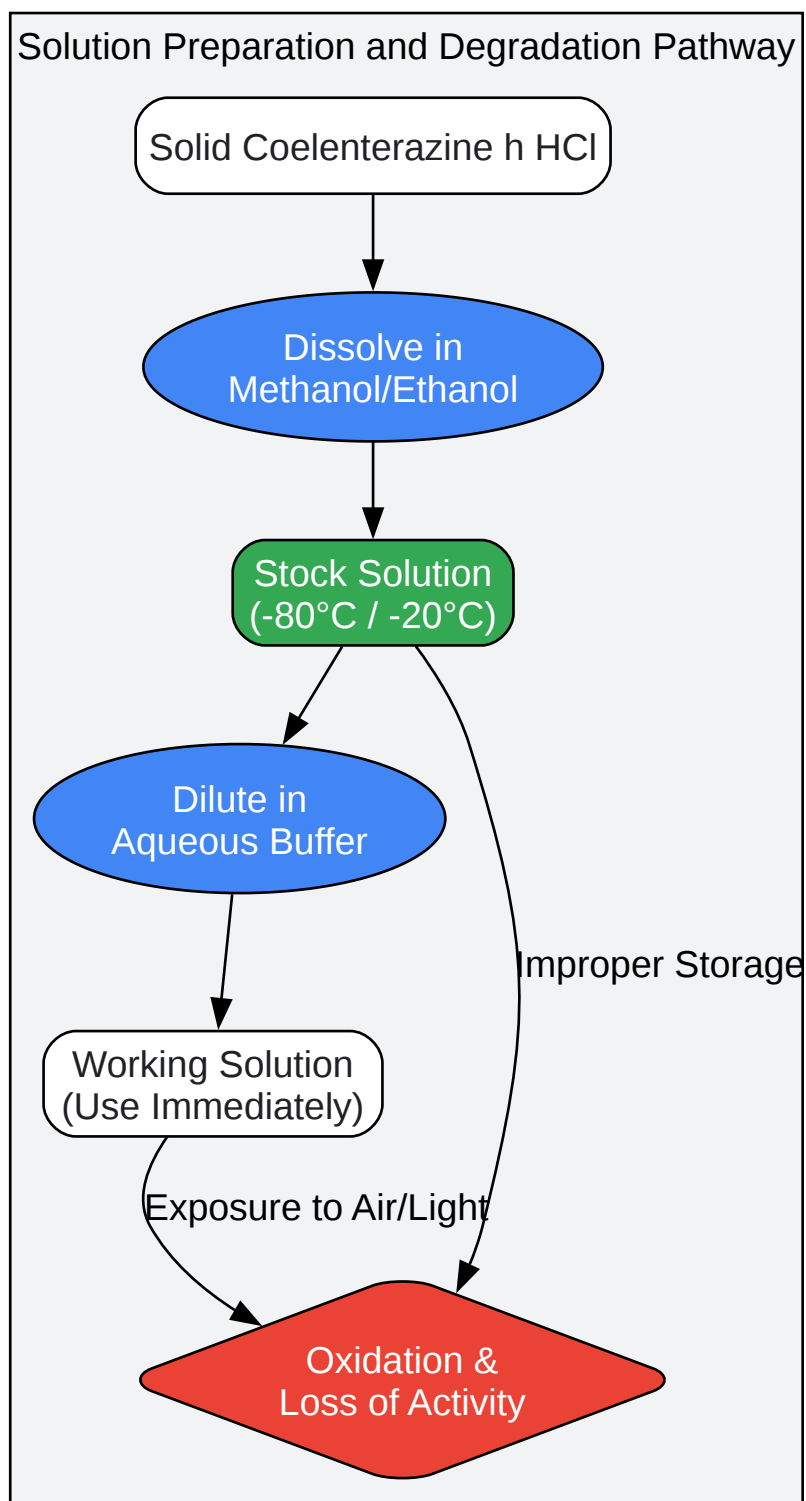 Solution Preparation and Degradation Pathway
Solid Coelenterazine h HCl
Dissolve in
Methanol/Ethanol
Stock Solution
(-80°C / -20°C)
Dilute in
Aqueous Buffer
Improper Storage
Working Solution
(Use Immediately)
Exposure to Air/Light
Oxidation &
Loss of Activity